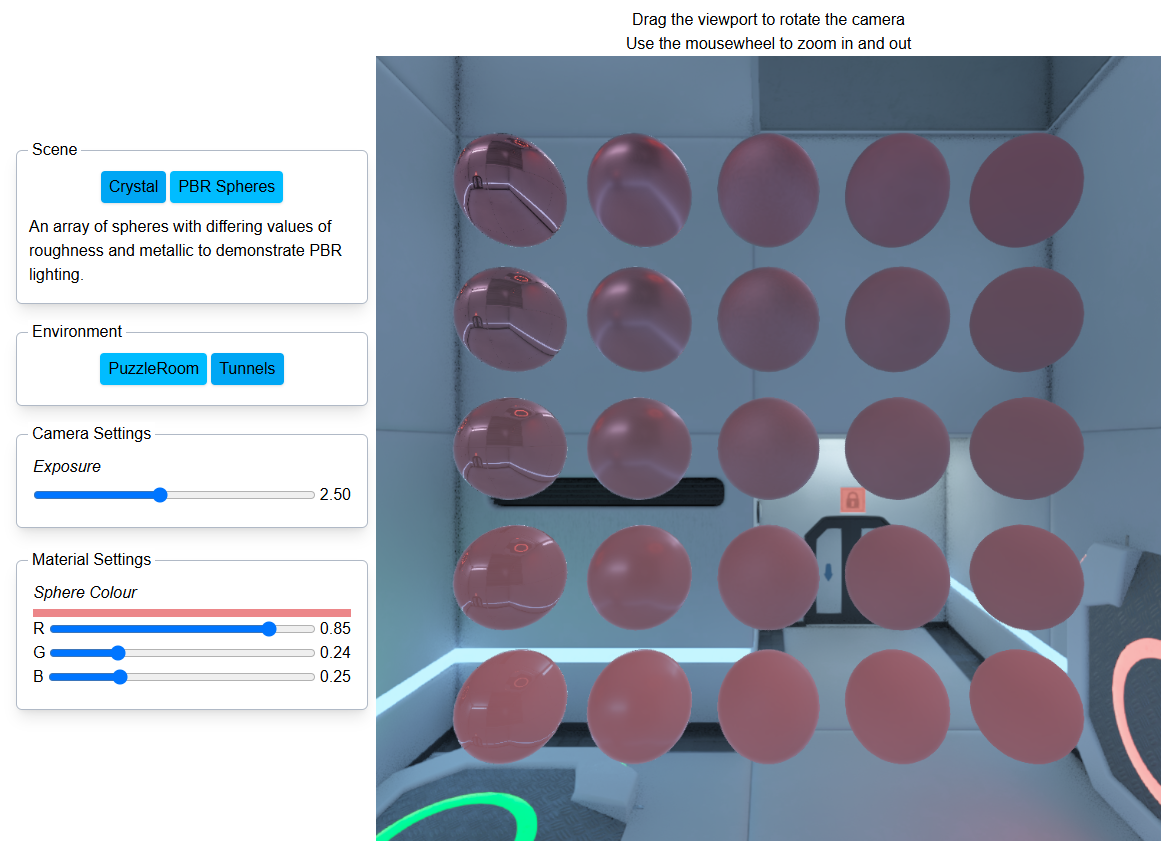 Drag the viewport to rotate the camera
Use the mousewheel to zoom in and out
Scene
Crystal
PBR Spheres
An array of spheres with differing values of
roughness and metallic to demonstrate PBR
lighting.
Environment
PuzzleRoom
Tunnels
Camera Settings
Exposure
2.50
Material Settings
Sphere Colour
R 0.85
G 0.24
B 0.25